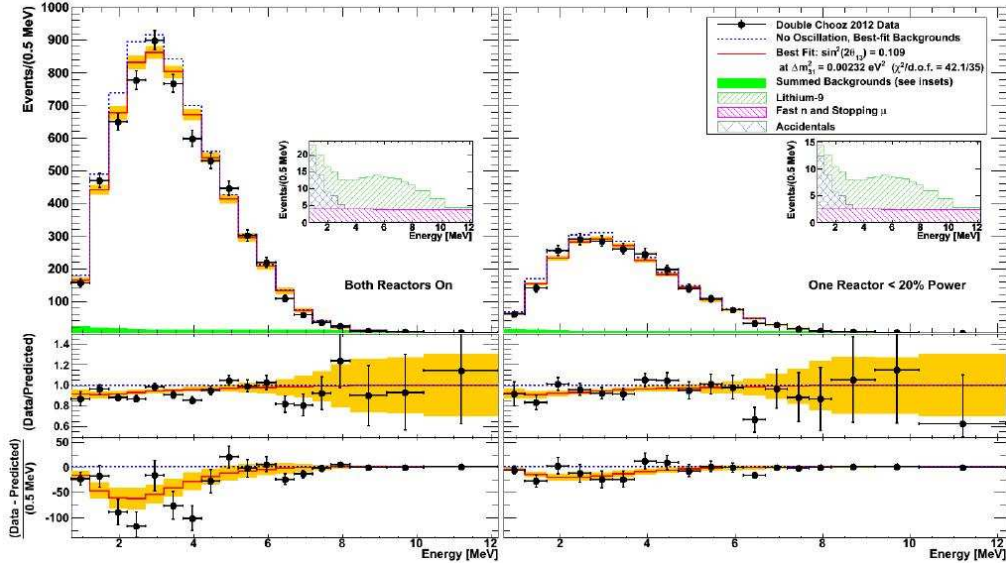 Double Chooz 2012 Data
No Oscillation, Best-fit Backgrounds
Best Fit: sin²(2θ₁₃) = 0.109
at Δm²₃₁ = 0.00232 eV² (χ²/d.o.f. = 42.1/35)
Summed Backgrounds (see insets)
Lithium-9
Fast n and Stopping μ
Accidentals
Events/(0.5 MeV)
1000
900
800
700
600
500
400
300
200
100
Events/(0.5 MeV)
20
15
10
5
0
2 4 6 8 10 12
Energy [MeV]
Both Reactors On
Events/(0.5 MeV)
15
10
5
0
2 4 6 8 10 12
Energy [MeV]
One Reactor < 20% Power
(Data/Predicted)
1.4
1.2
1.0
0.8
0.6
(Data - Predicted)
(0.5 MeV)
50
0
-50
-100
2 4 6 8 10 12
Energy [MeV]
2 4 6 8 10 12
Energy [MeV]